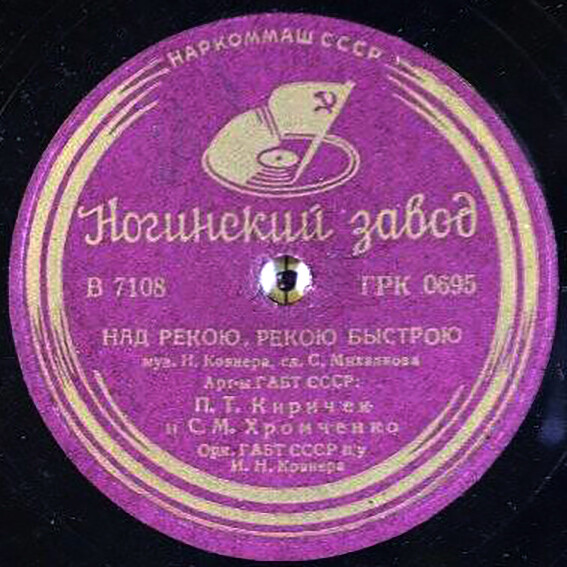 НАРКОММАШ СССР
Ногинский завод
В 7108 ГРК 0695
НАД РЕКОЮ, РЕКОЮ БЫСТРОЮ
муз. И. Ковнера, сл. С. Михалкова
Арт-ы ГАБТ СССР:
П. Т. Киричек
и С. М. Хромченко
Орк. ГАБТ СССР п/у
И. Н. Ковнера